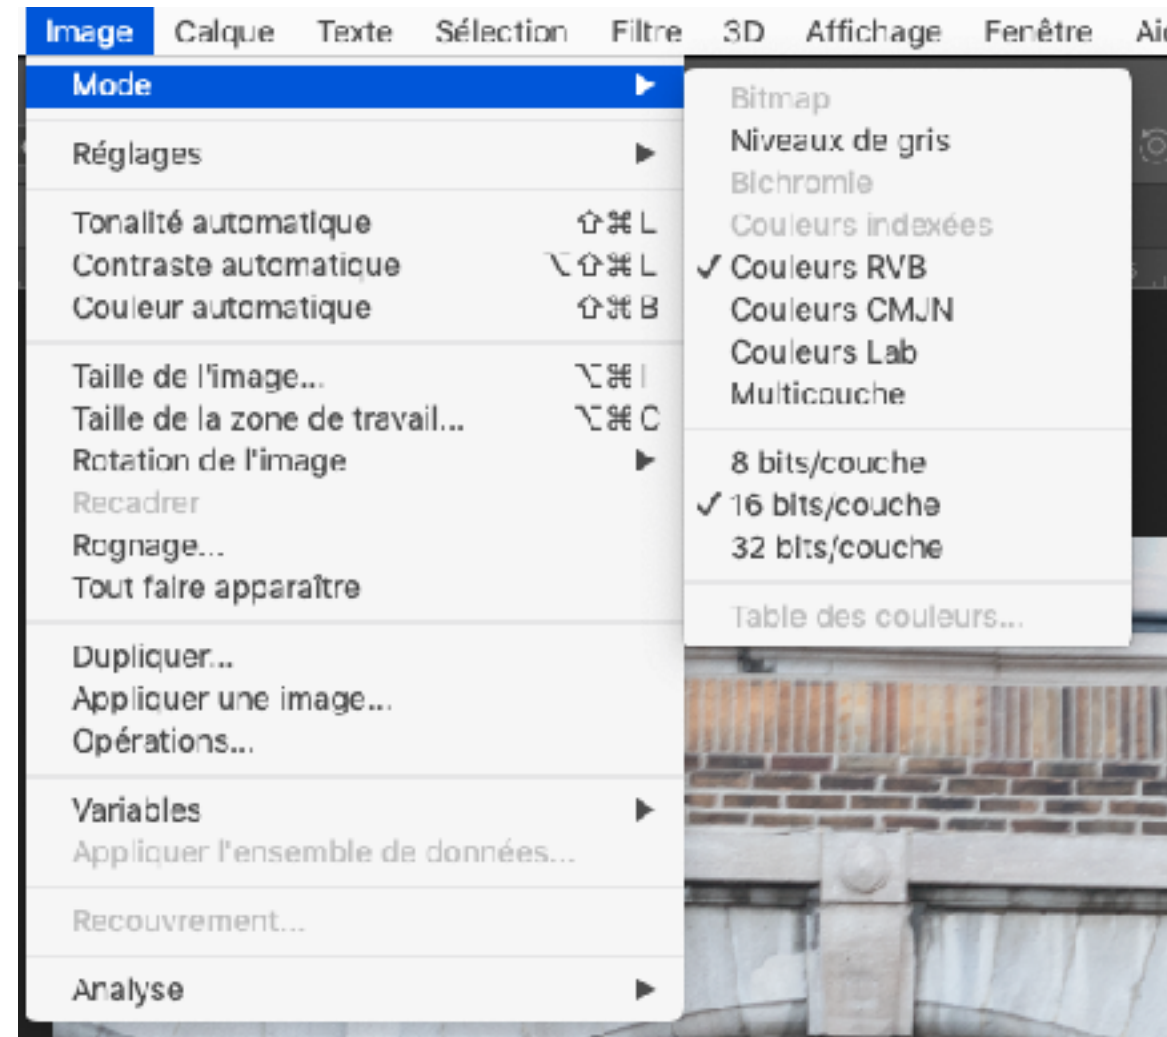 Image Calque Texte Sélection Filtre 3D Affichage Fenêtre
Mode
Réglages
Tonalité automatique ⇧⌘L
Contraste automatique ⌥⇧⌘L
Couleur automatique ⇧⌘B
Taille de l'image... ⌥⌘I
Taille de la zone de travail... ⌥⌘C
Rotation de l'image
Recadrer
Rognage...
Tout faire apparaître
Dupliquer...
Appliquer une image...
Opérations...
Variables
Appliquer l'ensemble de données...
Recouvrement...
Analyse
Bitmap
Niveaux de gris
Bichromie
Couleurs indexées
✓ Couleurs RVB
Couleurs CMJN
Couleurs Lab
Multicouche
8 bits/couche
✓ 16 bits/couche
32 bits/couche
Table des couleurs...